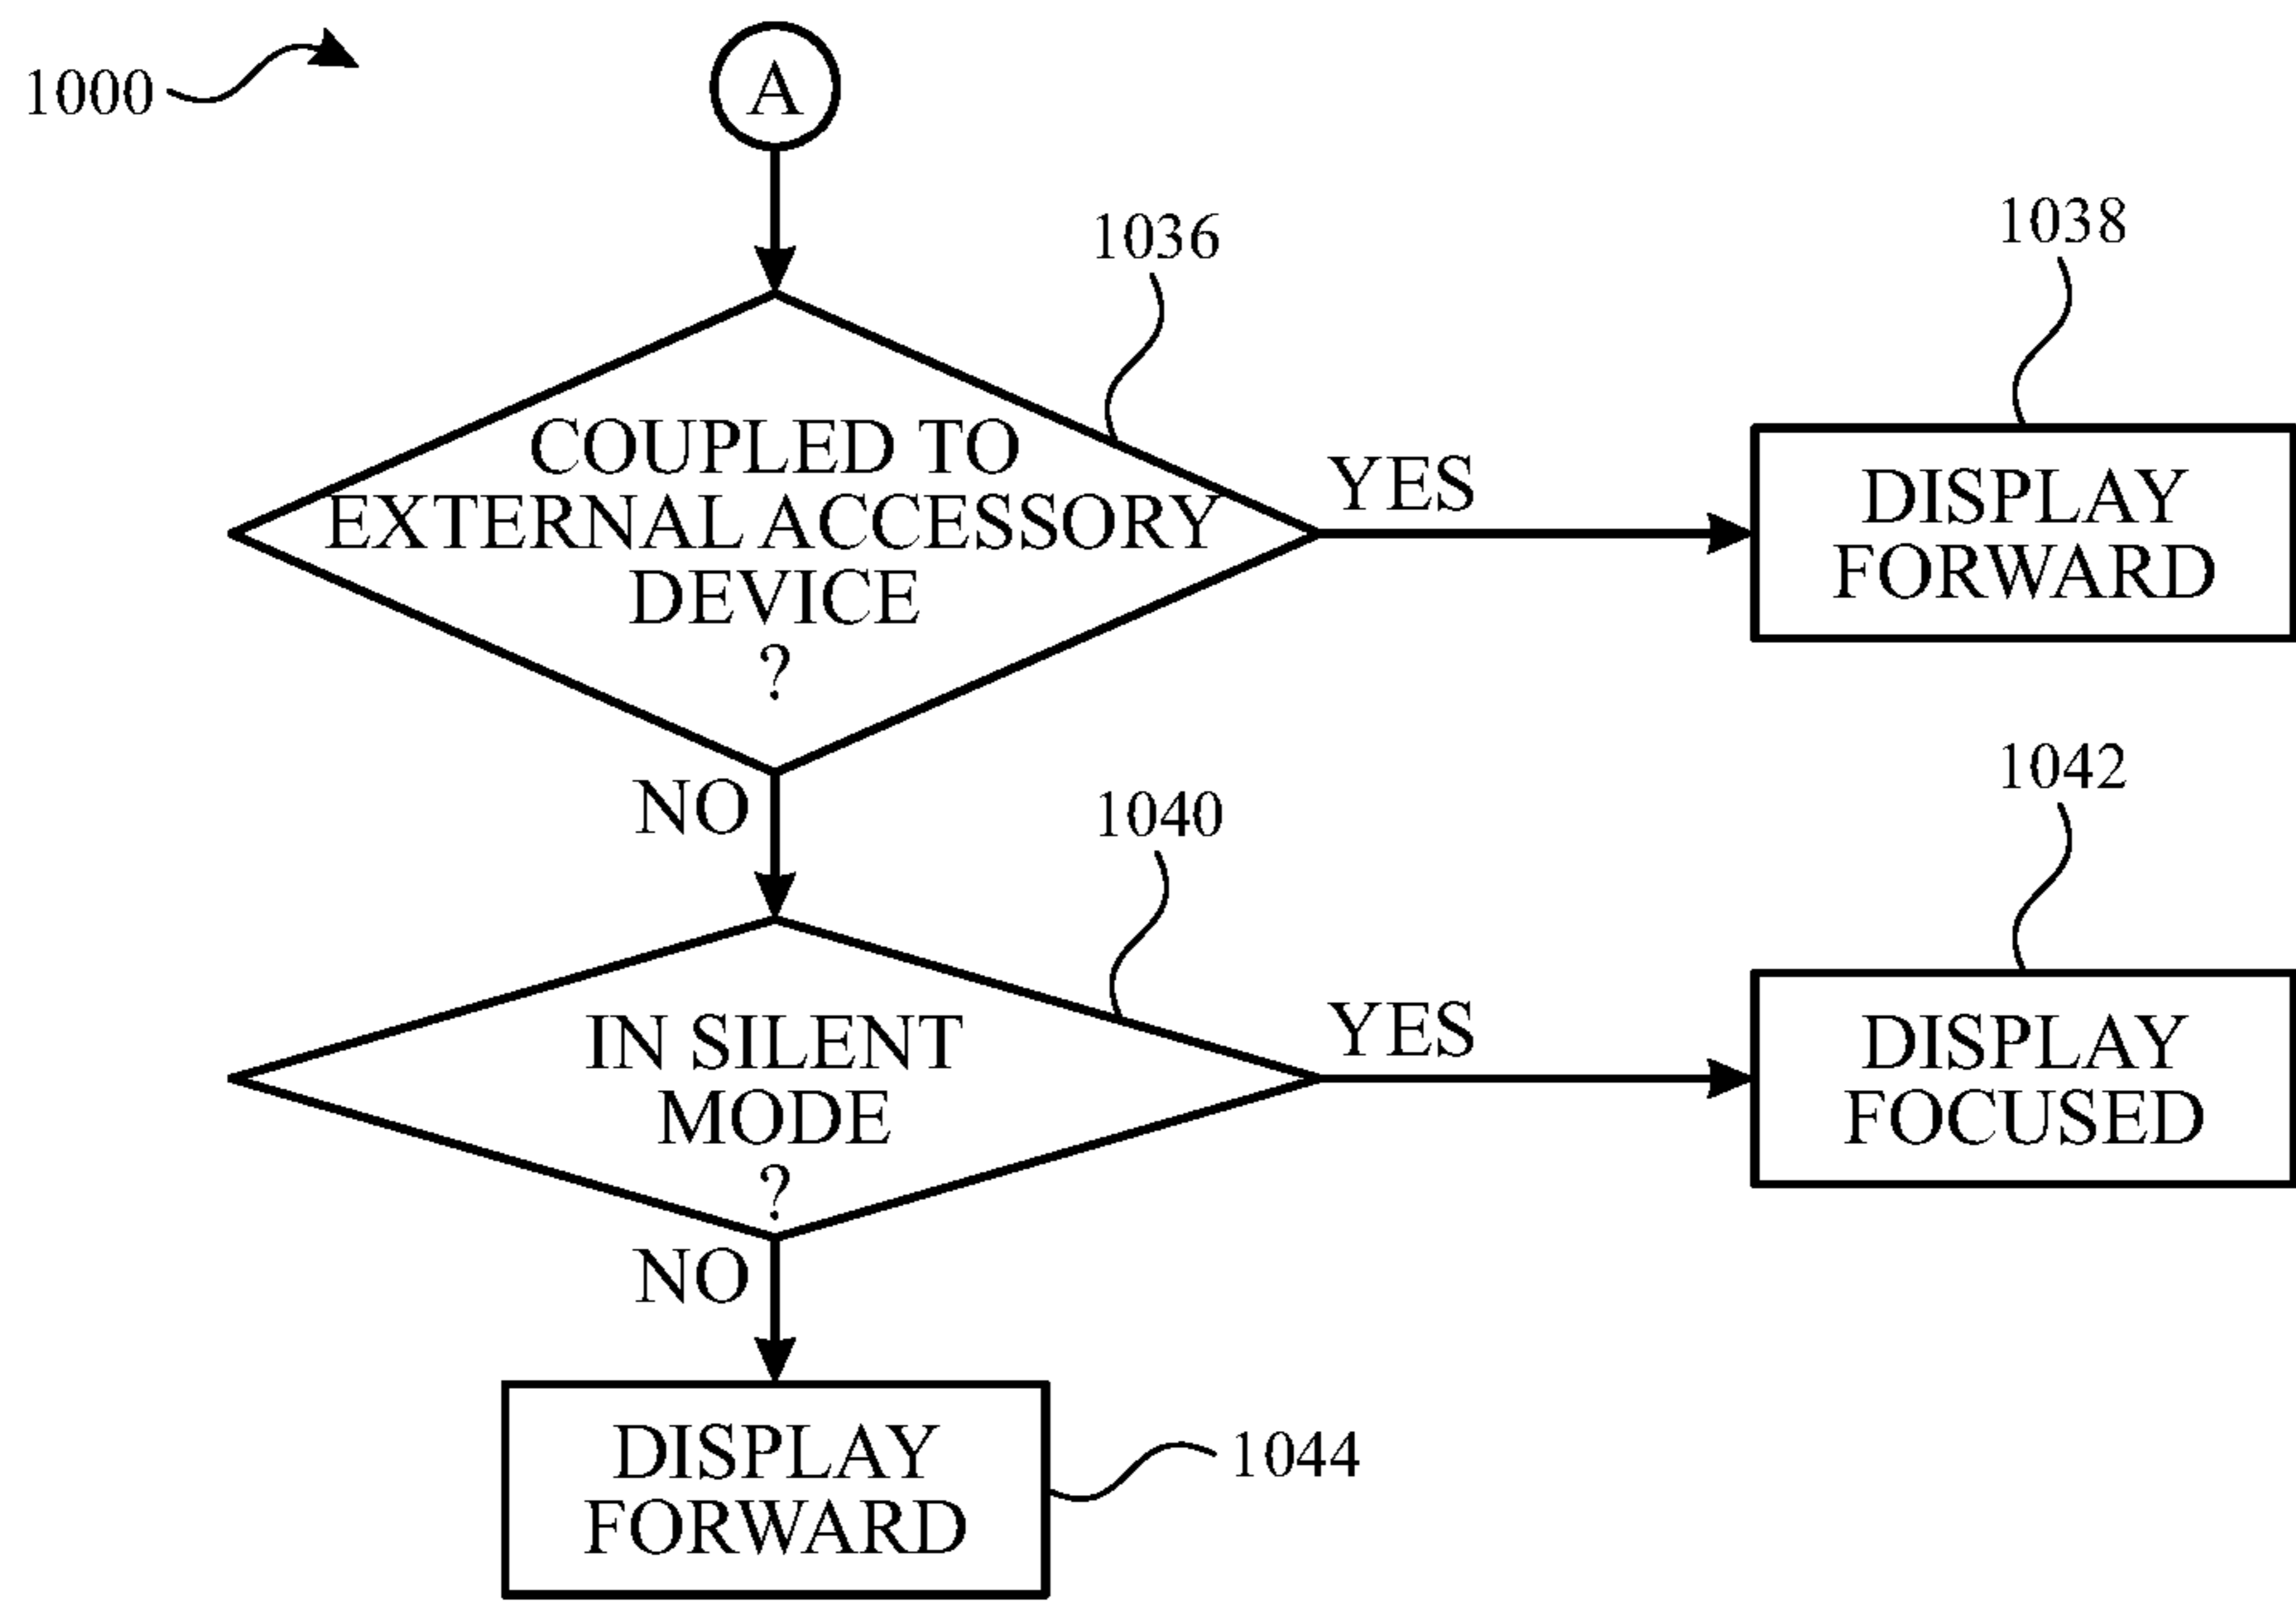 1000
A
1036
1038
COUPLED TO
EXTERNAL ACCESSORY
DEVICE
?
YES
DISPLAY
FORWARD
NO
1040
1042
IN SILENT
MODE
?
YES
DISPLAY
FOCUSED
NO
DISPLAY
FORWARD
1044